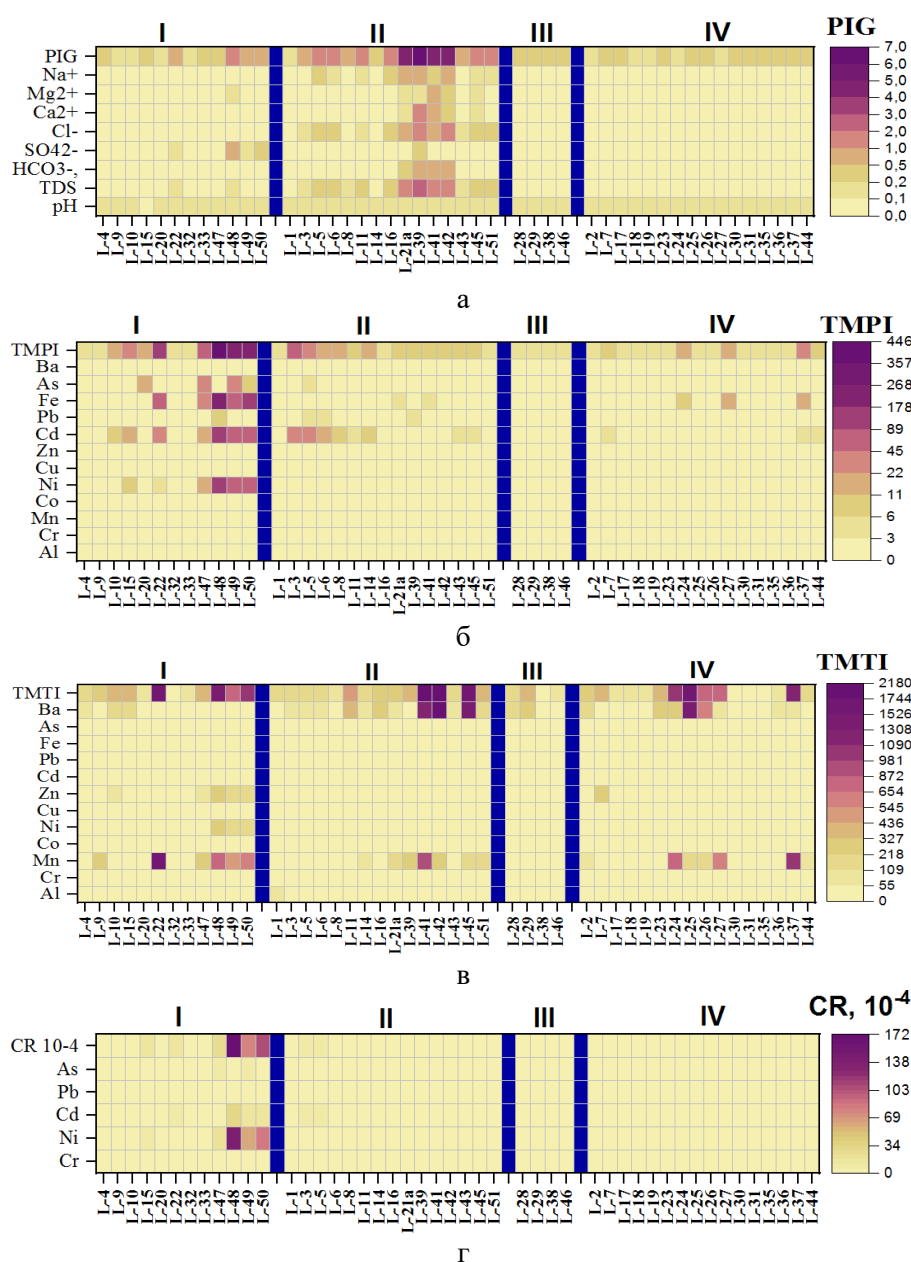 I II III IV PIG
PIG
Na+
Mg2+
Ca2+
Cl-
SO42-
HCO3-,
TDS
pH
7,0
6,0
5,0
4,0
3,0
2,0
1,0
0,5
0,2
0,1
0,0
L-4 L-9 L-10 L-15 L-20 L-22 L-32 L-33 L-47 L-48 L-49 L-50 L-1 L-3 L-5 L-6 L-8 L-11 L-14 L-16 L-21a L-39 L-41 L-42 L-43 L-45 L-51 L-28 L-29 L-38 L-46 L-2 L-7 L-17 L-18 L-19 L-23 L-24 L-25 L-26 L-27 L-30 L-31 L-35 L-36 L-37 L-44
а
I II III IV TMPI
TMPI
Ba
As
Fe
Pb
Cd
Zn
Cu
Ni
Co
Mn
Cr
Al
446
357
268
178
89
45
22
11
6
3
0
L-4 L-9 L-10 L-15 L-20 L-22 L-32 L-33 L-47 L-48 L-49 L-50 L-1 L-3 L-5 L-6 L-8 L-11 L-14 L-16 L-21a L-39 L-41 L-42 L-43 L-45 L-51 L-28 L-29 L-38 L-46 L-2 L-7 L-17 L-18 L-19 L-23 L-24 L-25 L-26 L-27 L-30 L-31 L-35 L-36 L-37 L-44
б
I II III IV TMTI
TMTI
Ba
As
Fe
Pb
Cd
Zn
Cu
Ni
Co
Mn
Cr
Al
2180
1744
1526
1308
1090
981
872
654
545
436
327
218
109
55
0
L-4 L-9 L-10 L-15 L-20 L-22 L-32 L-33 L-47 L-48 L-49 L-50 L-1 L-3 L-5 L-6 L-8 L-11 L-14 L-16 L-21a L-39 L-41 L-42 L-43 L-45 L-51 L-28 L-29 L-38 L-46 L-2 L-7 L-17 L-18 L-19 L-23 L-24 L-25 L-26 L-27 L-30 L-31 L-35 L-36 L-37 L-44
в
I II III IV CR, 10-4
CR 10-4
As
Pb
Cd
Ni
Cr
172
138
103
69
34
0
L-4 L-9 L-10 L-15 L-20 L-22 L-32 L-33 L-47 L-48 L-49 L-50 L-1 L-3 L-5 L-6 L-8 L-11 L-14 L-16 L-21a L-39 L-41 L-42 L-43 L-45 L-51 L-28 L-29 L-38 L-46 L-2 L-7 L-17 L-18 L-19 L-23 L-24 L-25 L-26 L-27 L-30 L-31 L-35 L-36 L-37 L-44
г